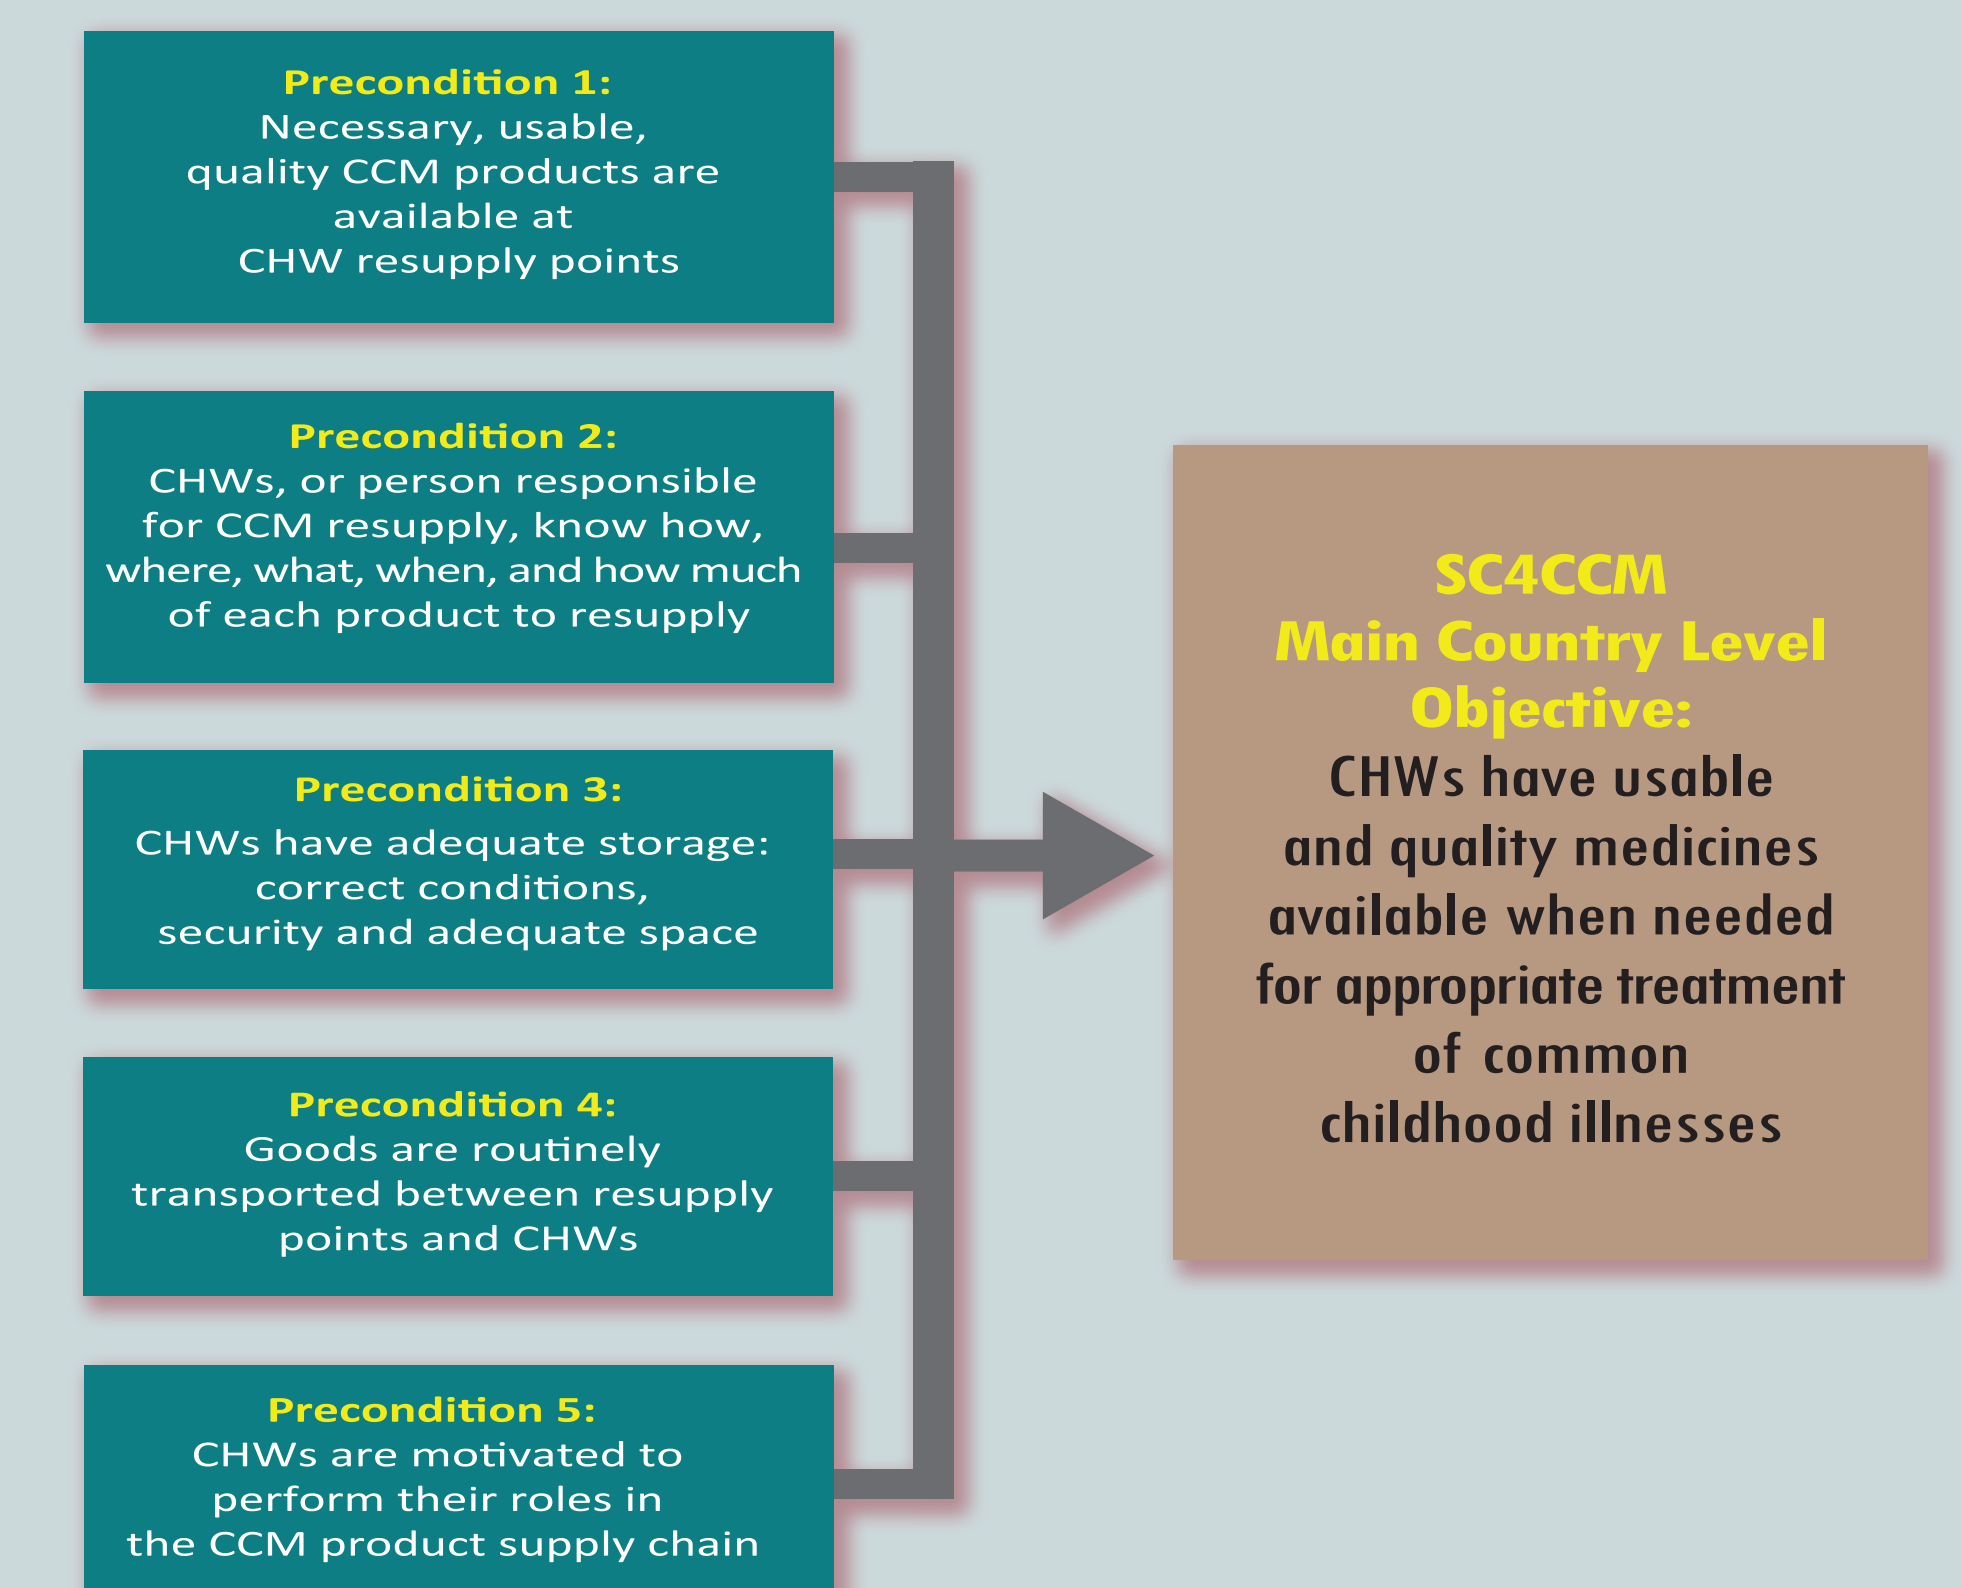 Precondition 1:
Necessary, usable,
quality CCM products are
available at
CHW resupply points
Precondition 2:
CHWs, or person responsible
for CCM resupply, know how,
where, what, when, and how much
of each product to resupply
Precondition 3:
CHWs have adequate storage:
correct conditions,
security and adequate space
Precondition 4:
Goods are routinely
transported between resupply
points and CHWs
Precondition 5:
CHWs are motivated to
perform their roles in
the CCM product supply chain
SC4CCM
Main Country Level
Objective:
CHWs have usable
and quality medicines
available when needed
for appropriate treatment
of common
childhood illnesses